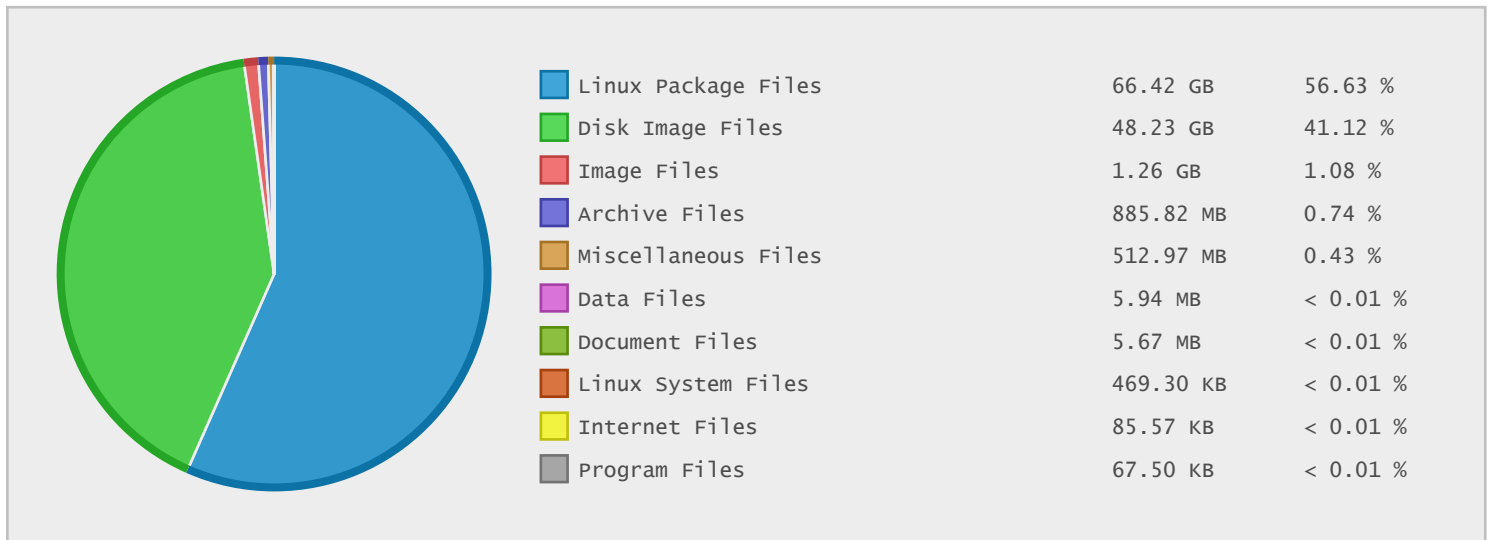 Linux Package Files 66.42 GB 56.63 %
Disk Image Files 48.23 GB 41.12 %
Image Files 1.26 GB 1.08 %
Archive Files 885.82 MB 0.74 %
Miscellaneous Files 512.97 MB 0.43 %
Data Files 5.94 MB < 0.01 %
Document Files 5.67 MB < 0.01 %
Linux System Files 469.30 KB < 0.01 %
Internet Files 85.57 KB < 0.01 %
Program Files 67.50 KB < 0.01 %